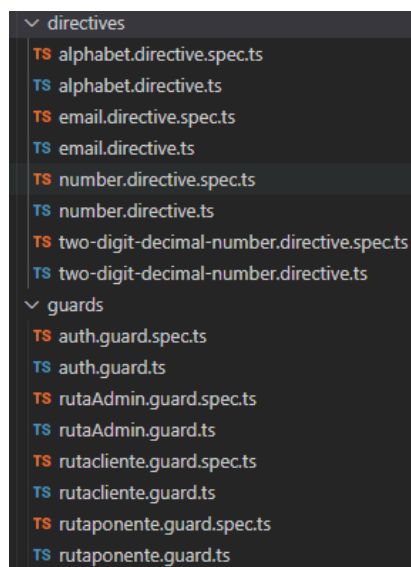 directives
TS alphabet.directive.spec.ts
TS alphabet.directive.ts
TS email.directive.spec.ts
TS email.directive.ts
TS number.directive.spec.ts
TS number.directive.ts
TS two-digit-decimal-number.directive.spec.ts
TS two-digit-decimal-number.directive.ts
guards
TS auth.guard.spec.ts
TS auth.guard.ts
TS rutaAdmin.guard.spec.ts
TS rutaAdmin.guard.ts
TS rutacliente.guard.spec.ts
TS rutacliente.guard.ts
TS rutaponente.guard.spec.ts
TS rutaponente.guard.ts